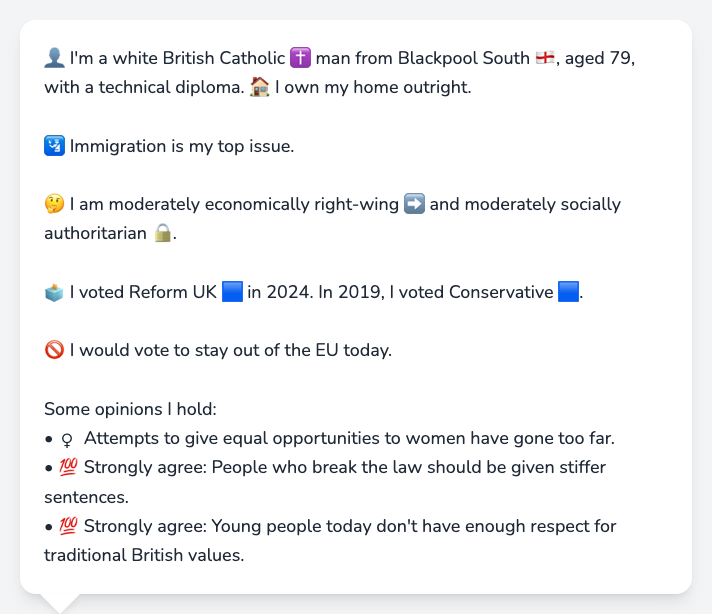 👤 I'm a white British Catholic ✝️ man from Blackpool South 🏴󠁧󠁢󠁥󠁮󠁧󠁿, aged 79,
with a technical diploma. 🏠 I own my home outright.
🛂 Immigration is my top issue.
🤔 I am moderately economically right-wing ➡️ and moderately socially
authoritarian 🔒.
🗳️ I voted Reform UK 🟦 in 2024. In 2019, I voted Conservative 🟦.
🚫 I would vote to stay out of the EU today.
Some opinions I hold:
• ♀ Attempts to give equal opportunities to women have gone too far.
• 💯 Strongly agree: People who break the law should be given stiffer
sentences.
• 💯 Strongly agree: Young people today don't have enough respect for
traditional British values.